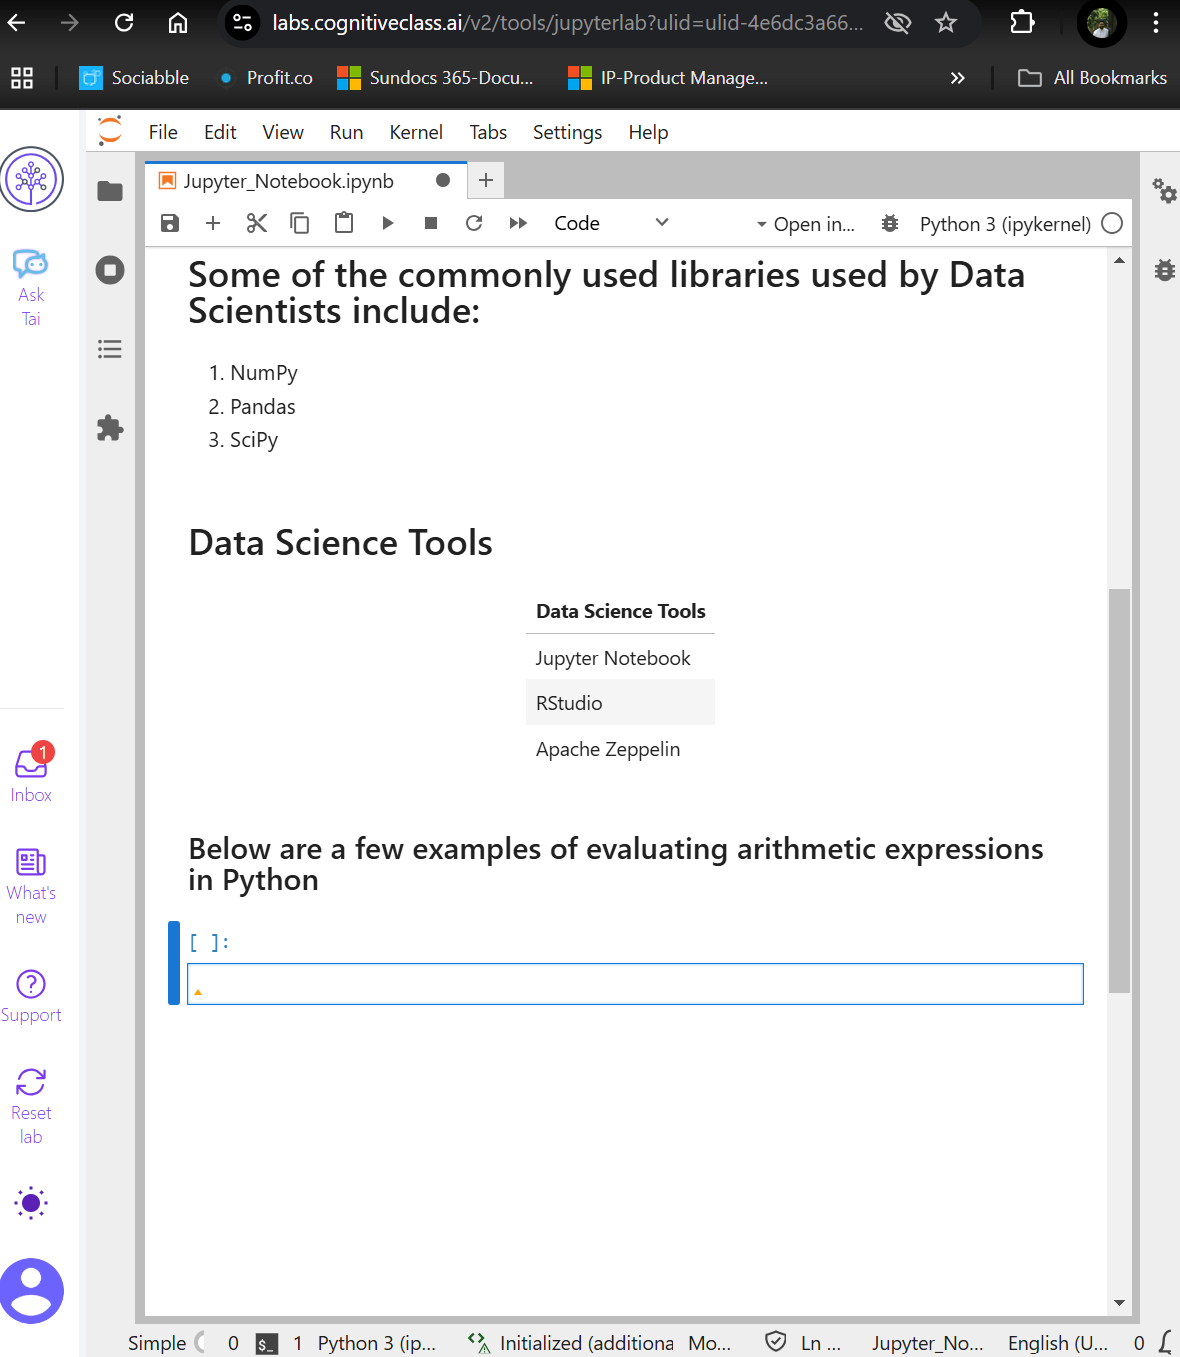 labs.cognitiveclass.ai/v2/tools/jupyterlab?ulid=ulid-4e6dc3a66...
Sociabble
Profit.co
Sundocs 365-Docu...
IP-Product Manage...
»
All Bookmarks
File Edit View Run Kernel Tabs Settings Help
Jupyter_Notebook.ipynb
Code
Open in...
Python 3 (ipykernel)
Ask
Tai
Some of the commonly used libraries used by Data
Scientists include:
1. NumPy
2. Pandas
3. SciPy
Data Science Tools
Data Science Tools
Jupyter Notebook
RStudio
Apache Zeppelin
Below are a few examples of evaluating arithmetic expressions
in Python
[ ]:
1
Inbox
What's
new
Support
Reset
lab
Simple
0
$_
1
Python 3 (ip...
Initialized (additiona
Mo...
Ln ...
Jupyter_No...
English (U...
0